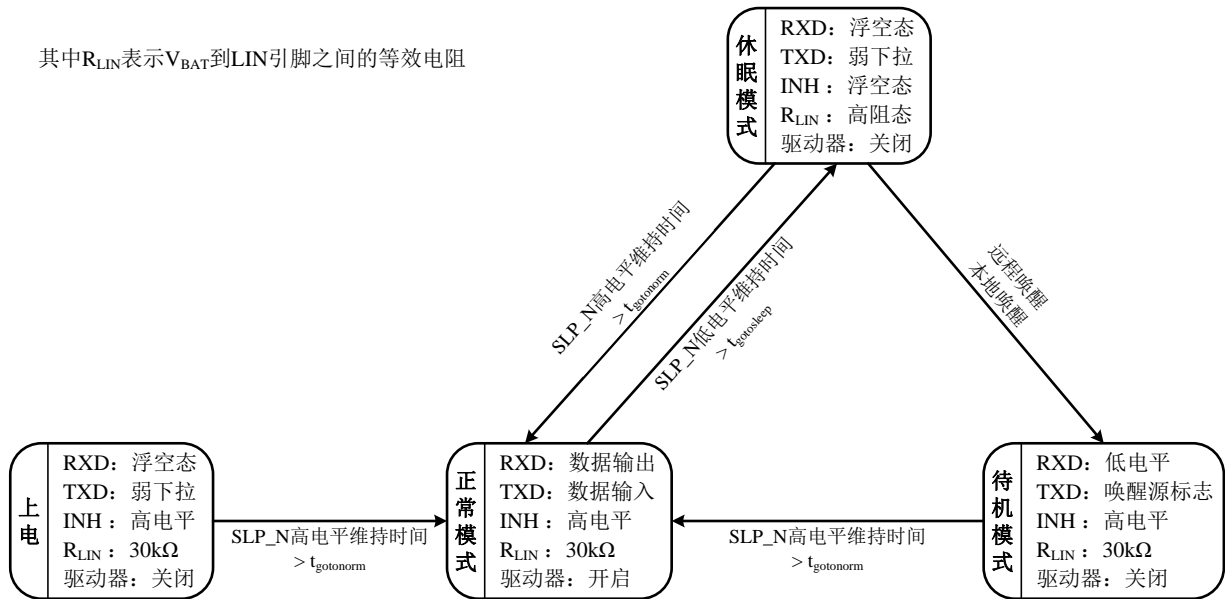 其中RLIN表示VBAT到LIN引脚之间的等效电阻
休眠模式
RXD：浮空态
TXD：弱下拉
INH：浮空态
RLIN：高阻态
驱动器：关闭
SLP_N高电平维持时间
> tgotonorm
SLP_N低电平维持时间
> tgotosleep
远程唤醒
本地唤醒
上电
RXD：浮空态
TXD：弱下拉
INH：高电平
RLIN：30kΩ
驱动器：关闭
SLP_N高电平维持时间
> tgotonorm
正常模式
RXD：数据输出
TXD：数据输入
INH：高电平
RLIN：30kΩ
驱动器：开启
SLP_N高电平维持时间
> tgotonorm
待机模式
RXD：低电平
TXD：唤醒源标志
INH：高电平
RLIN：30kΩ
驱动器：关闭